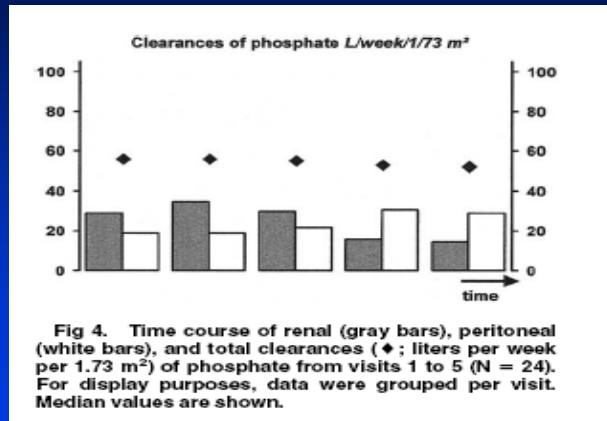 Clearances of phosphate L/week/1/73 m²
100 100
80 80
60 60
40 40
20 20
0 0
time
Fig 4. Time course of renal (gray bars), peritoneal
(white bars), and total clearances (◆; liters per week
per 1.73 m²) of phosphate from visits 1 to 5 (N = 24).
For display purposes, data were grouped per visit.
Median values are shown.